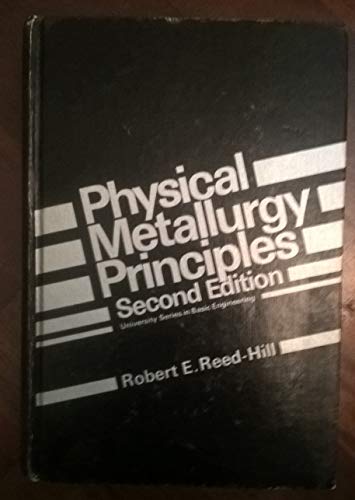 Physical
Metallurgy
Principles
Second Edition
University Series in Basic Engineering
Robert E. Reed-Hill